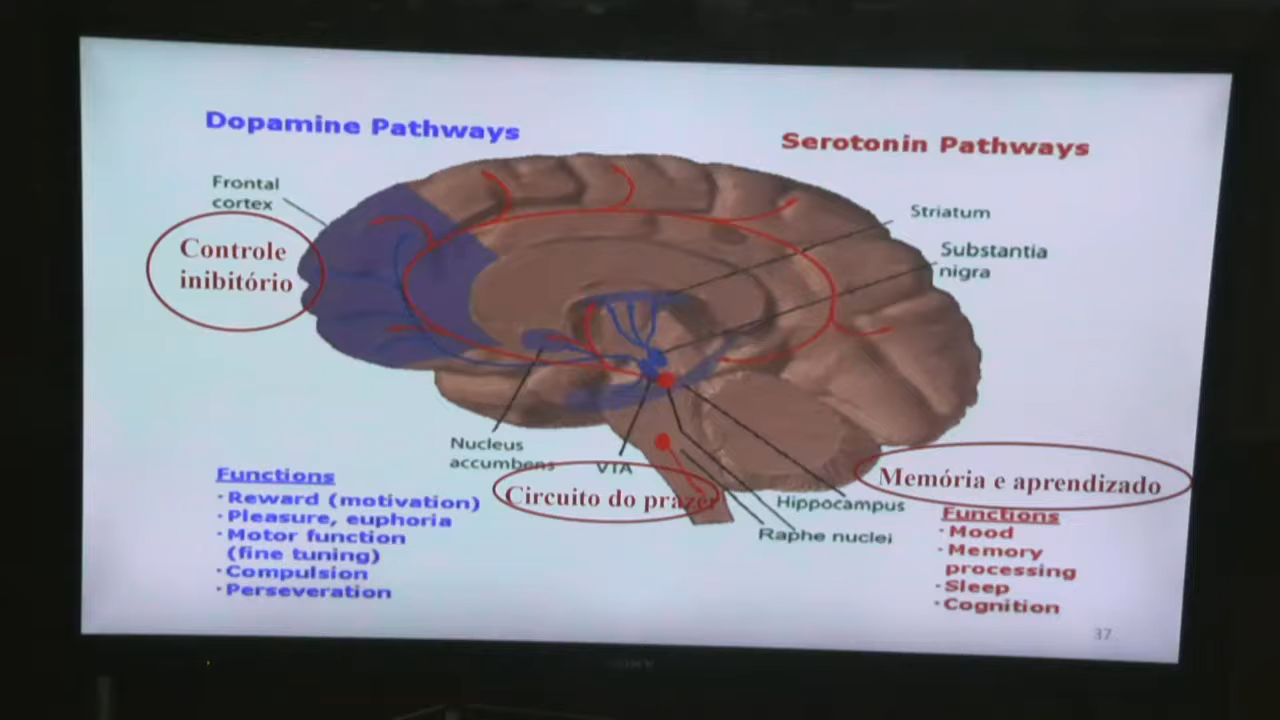 Dopamine Pathways
Serotonin Pathways
Frontal
cortex
Controle
inibitório
Striatum
Substantia
nigra
Nucleus
accumbens
VTA
Circuito do prazer
Hippocampus
Raphe nuclei
Memória e aprendizado
Functions
·Reward (motivation)
·Pleasure, euphoria
·Motor function
(fine tuning)
·Compulsion
·Perseveration
Functions
·Mood
·Memory
processing
·Sleep
·Cognition
37
SONY